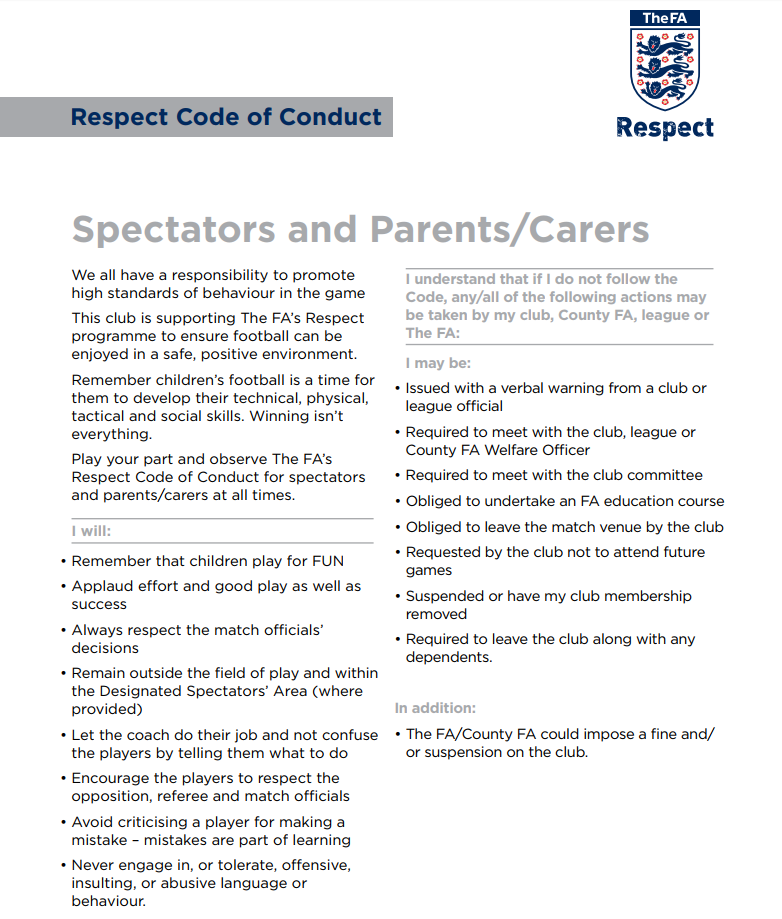 TheFA
Respect
Respect Code of Conduct
Spectators and Parents/Carers
We all have a responsibility to promote
high standards of behaviour in the game
This club is supporting The FA’s Respect
programme to ensure football can be
enjoyed in a safe, positive environment.
Remember children’s football is a time for
them to develop their technical, physical,
tactical and social skills. Winning isn’t
everything.
Play your part and observe The FA’s
Respect Code of Conduct for spectators
and parents/carers at all times.
I will:
• Remember that children play for FUN
• Applaud effort and good play as well as
success
• Always respect the match officials’
decisions
• Remain outside the field of play and within
the Designated Spectators’ Area (where
provided)
• Let the coach do their job and not confuse
the players by telling them what to do
• Encourage the players to respect the
opposition, referee and match officials
• Avoid criticising a player for making a
mistake – mistakes are part of learning
• Never engage in, or tolerate, offensive,
insulting, or abusive language or
behaviour.
I understand that if I do not follow the
Code, any/all of the following actions may
be taken by my club, County FA, league or
The FA:
I may be:
• Issued with a verbal warning from a club or
league official
• Required to meet with the club, league or
County FA Welfare Officer
• Required to meet with the club committee
• Obliged to undertake an FA education course
• Obliged to leave the match venue by the club
• Requested by the club not to attend future
games
• Suspended or have my club membership
removed
• Required to leave the club along with any
dependents.
In addition:
• The FA/County FA could impose a fine and/
or suspension on the club.